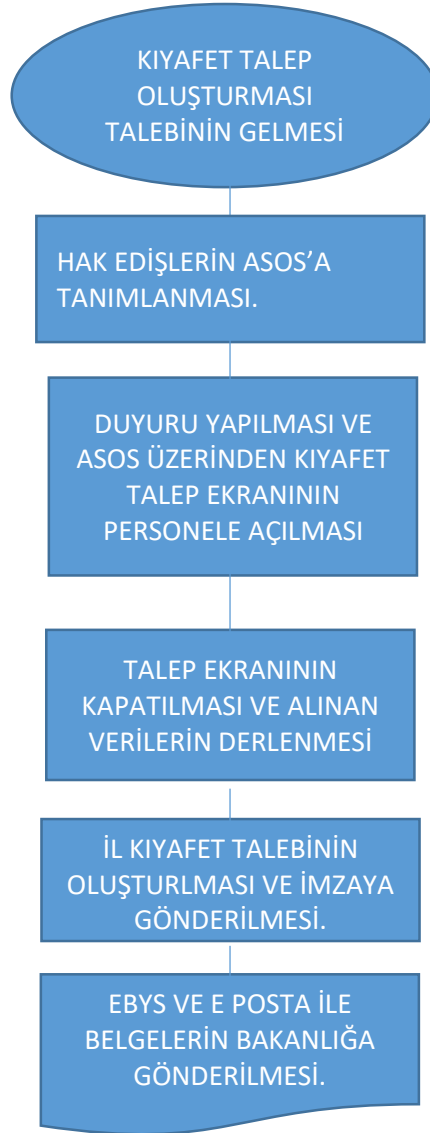 KIYAFET TALEP
OLUŞTURMASI
TALEBİNİN GELMESİ
HAK EDİŞLERİN ASOS’A
TANIMLANMASI.
DUYURU YAPILMASI VE
ASOS ÜZERİNDEN KIYAFET
TALEP EKRANININ
PERSONELE AÇILMASI
TALEP EKRANININ
KAPATILMASI VE ALINAN
VERİLERİN DERLENMESİ
İL KIYAFET TALEBİNİN
OLUŞTURLMASI VE İMZAYA
GÖNDERİLMESİ.
EBYS VE E POSTA İLE
BELGELERİN BAKANLIĞA
GÖNDERİLMESİ.